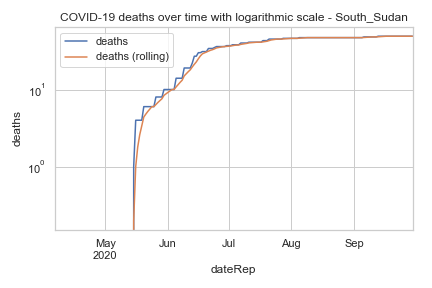 COVID-19 deaths over time with logarithmic scale - South_Sudan
deaths
deaths (rolling)
10¹
10⁰
deaths
May Jun Jul Aug Sep
2020
dateRep